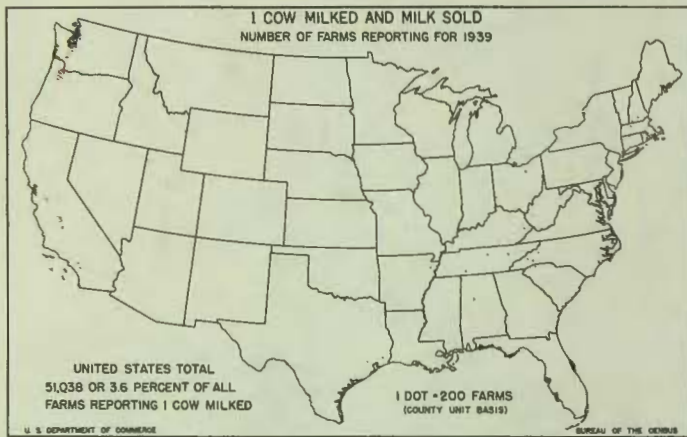 1 COW MILKED AND MILK SOLD
NUMBER OF FARMS REPORTING FOR 1939
UNITED STATES TOTAL
51,038 OR 3.6 PERCENT OF ALL
FARMS REPORTING 1 COW MILKED
1 DOT = 200 FARMS
(COUNTY UNIT BASIS)
U. S. DEPARTMENT OF COMMERCE
BUREAU OF THE CENSUS